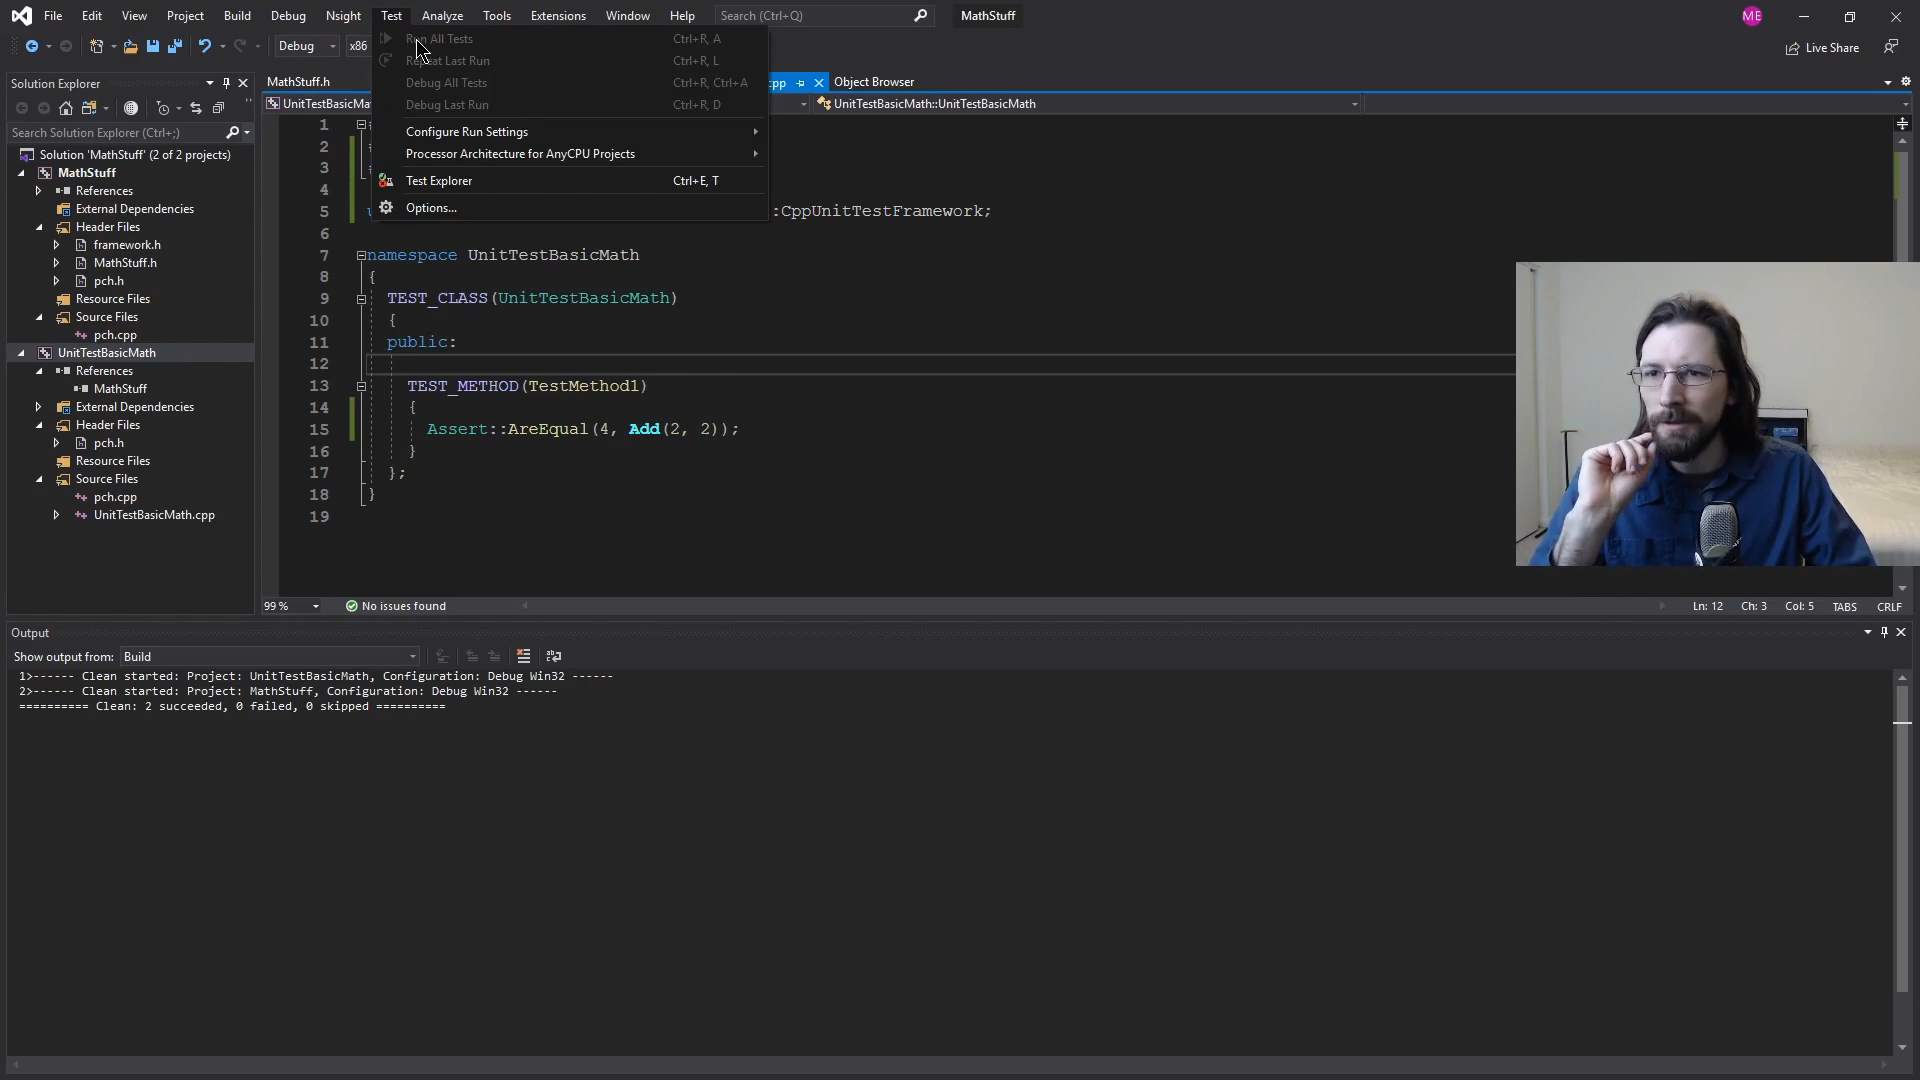 File Edit View Project Build Debug Nsight Test Analyze Tools Extensions Window Help Search (Ctrl+Q) MathStuff ME
Debug x86 Live Share
Run All Tests Ctrl+R, A
Repeat Last Run Ctrl+R, L
Debug All Tests Ctrl+R, Ctrl+A
Debug Last Run Ctrl+R, D
Configure Run Settings
Processor Architecture for AnyCPU Projects
Test Explorer Ctrl+E, T
Options...
Solution Explorer
Search Solution Explorer (Ctrl+;)
Solution 'MathStuff' (2 of 2 projects)
MathStuff
References
External Dependencies
Header Files
framework.h
MathStuff.h
pch.h
Resource Files
Source Files
pch.cpp
UnitTestBasicMath
References
MathStuff
External Dependencies
Header Files
pch.h
Resource Files
Source Files
pch.cpp
UnitTestBasicMath.cpp
MathStuff.h cpp Object Browser
UnitTestBasicMa UnitTestBasicMath::UnitTestBasicMath
1
2
3
4
5 :CppUnitTestFramework;
6
7 namespace UnitTestBasicMath
8 {
9 TEST_CLASS(UnitTestBasicMath)
10 {
11 public:
12
13 TEST_METHOD(TestMethod1)
14 {
15 Assert::AreEqual(4, Add(2, 2));
16 }
17 };
18 }
19
99 % No issues found Ln: 12 Ch: 3 Col: 5 TABS CRLF
Output
Show output from: Build
1>------ Clean started: Project: UnitTestBasicMath, Configuration: Debug Win32 ------
2>------ Clean started: Project: MathStuff, Configuration: Debug Win32 ------
========== Clean: 2 succeeded, 0 failed, 0 skipped ==========